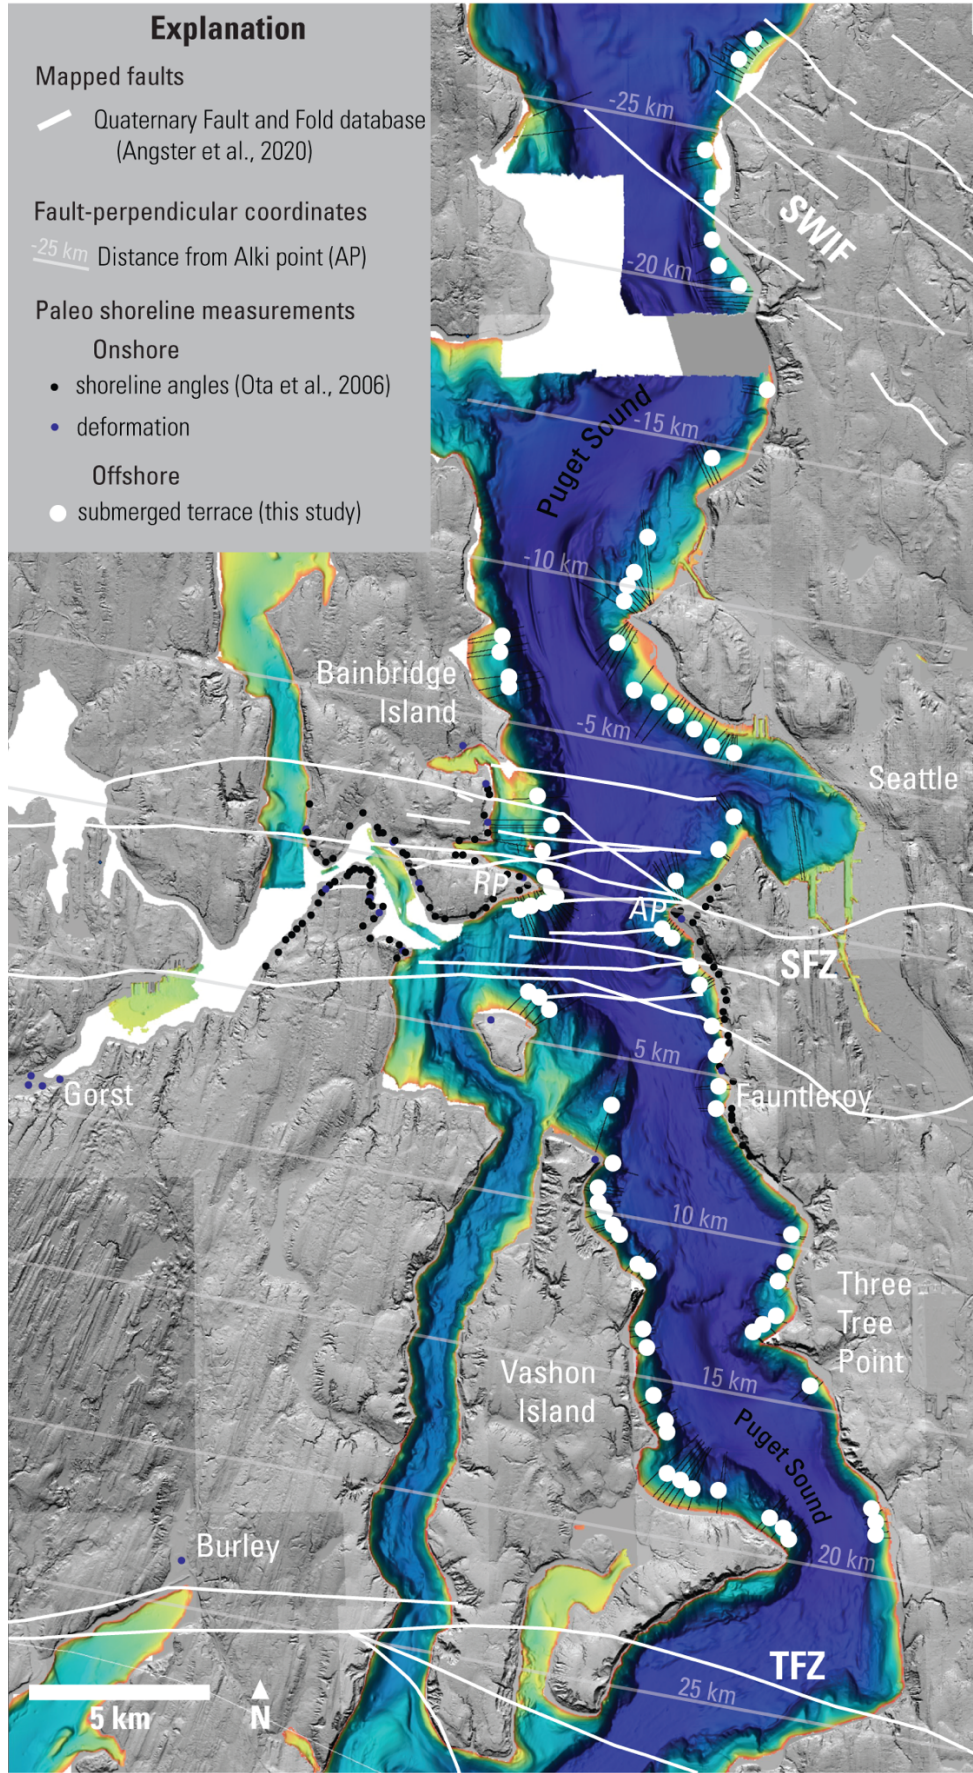 Explanation
Mapped faults
Quaternary Fault and Fold database
(Angster et al., 2020)
Fault-perpendicular coordinates
-25 km Distance from Alki point (AP)
Paleo shoreline measurements
Onshore
shoreline angles (Ota et al., 2006)
deformation
Offshore
submerged terrace (this study)
-25 km
SWIF
-20 km
Puget Sound
-15 km
-10 km
Bainbridge
Island
-5 km
Seattle
RP
AP
SFZ
5 km
Gorst
Fauntleroy
10 km
Three
Tree
Point
15 km
Vashon
Island
Puget Sound
Burley
20 km
TFZ
25 km
5 km
N